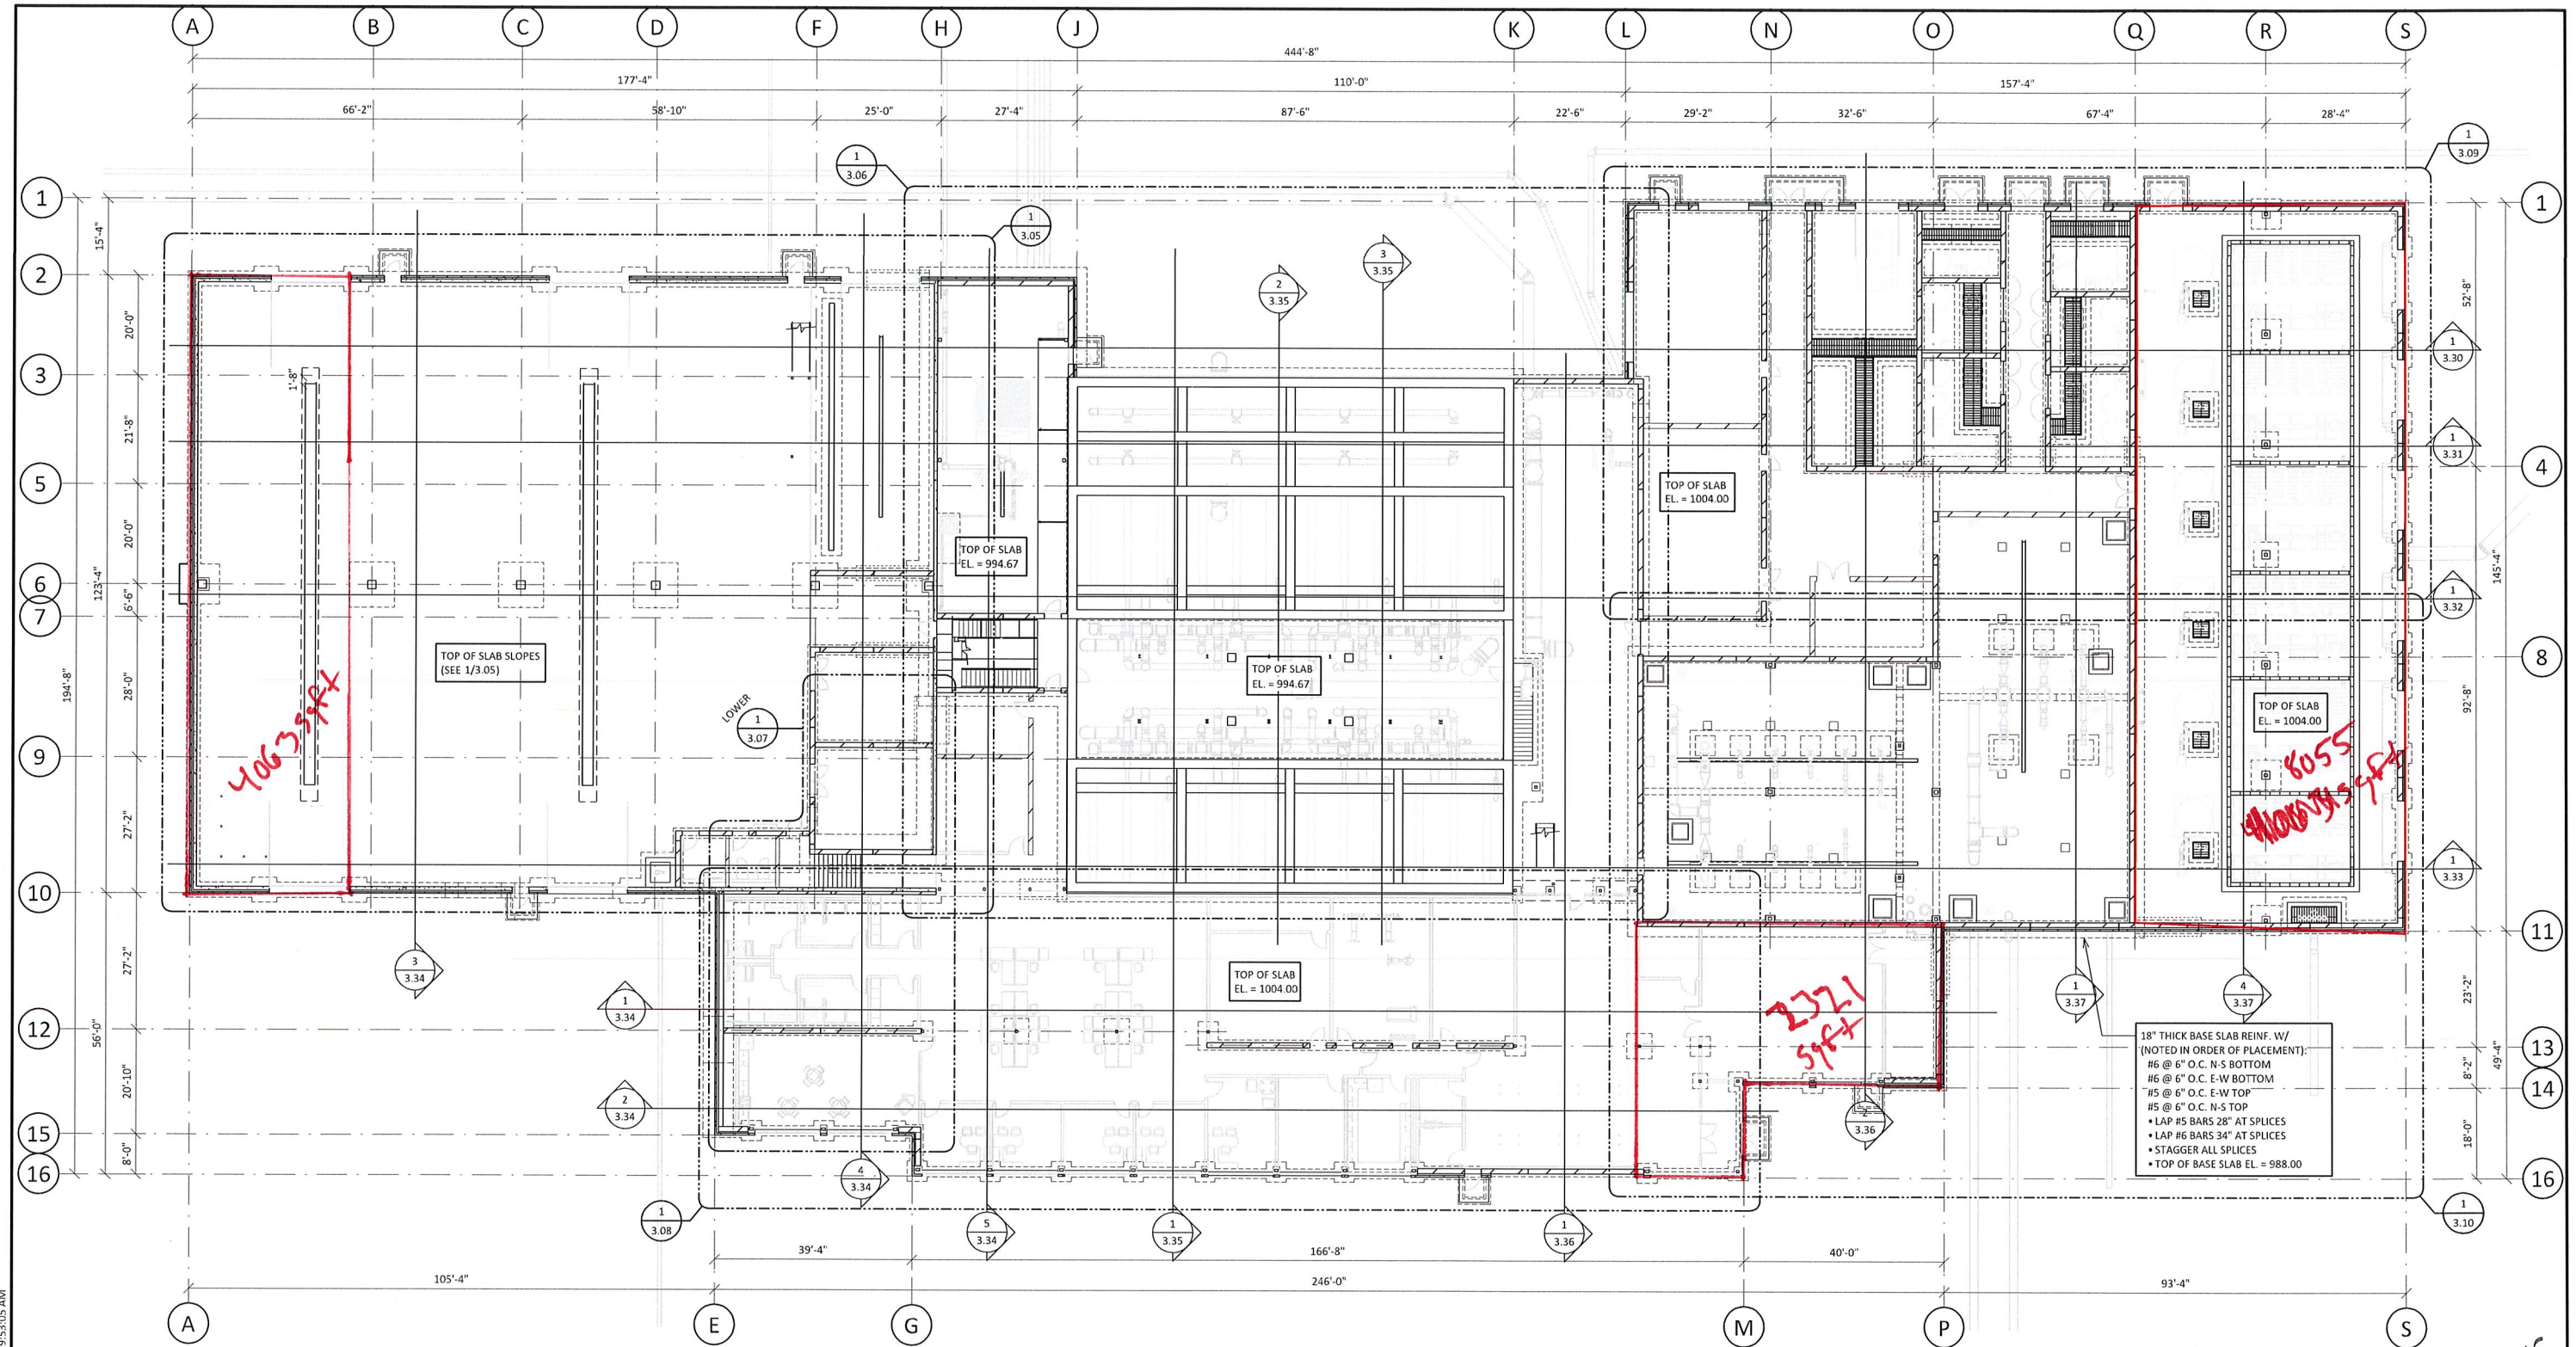 A B C D F H J K L N O Q R S
444'-8"
177'-4" 110'-0" 157'-4"
66'-2" 58'-10" 25'-0" 27'-4" 87'-6" 22'-6" 29'-2" 32'-6" 67'-4" 28'-4"
1
3.06
1
3.09
1
3.05
1 1
15'-4"
2
3
3.35
2
3.35
20'-0" 52'-8"
3
1'-8"
1
3.30
21'-8"
1
3.31
4
5
TOP OF SLAB
EL. = 1004.00
20'-0"
TOP OF SLAB
EL. = 994.67
6
123'-4" 145'-4"
6'-6"
1
3.32
7
TOP OF SLAB SLOPES
(SEE 1/3.05)
TOP OF SLAB
EL. = 994.67
8
28'-0"
194'-8"
4063 sqft
LOWER
1
3.07
TOP OF SLAB
EL. = 1004.00
92'-8"
9
8055
sqft
27'-2"
1
3.33
10
11
27'-2"
3
3.34
TOP OF SLAB
EL. = 1004.00
1
3.34
2321
sqft
1
3.37
4
3.37
23'-2"
12
56'-0"
13
18" THICK BASE SLAB REINF. W/
(NOTED IN ORDER OF PLACEMENT):
#6 @ 6" O.C. N-S BOTTOM
#6 @ 6" O.C. E-W BOTTOM
#5 @ 6" O.C. E-W TOP
#5 @ 6" O.C. N-S TOP
• LAP #5 BARS 28" AT SPLICES
• LAP #6 BARS 34" AT SPLICES
• STAGGER ALL SPLICES
• TOP OF BASE SLAB EL. = 988.00
8'-2"
49'-4"
14
20'-10"
2
3.34
2
3.36
15
18'-0"
8'-0"
16 16
4
3.34
1
3.08
5
3.34
1
3.35
1
3.36
1
3.10
39'-4" 166'-8" 40'-0"
105'-4" 246'-0" 93'-4"
A E G M P S
9:53:05 AM